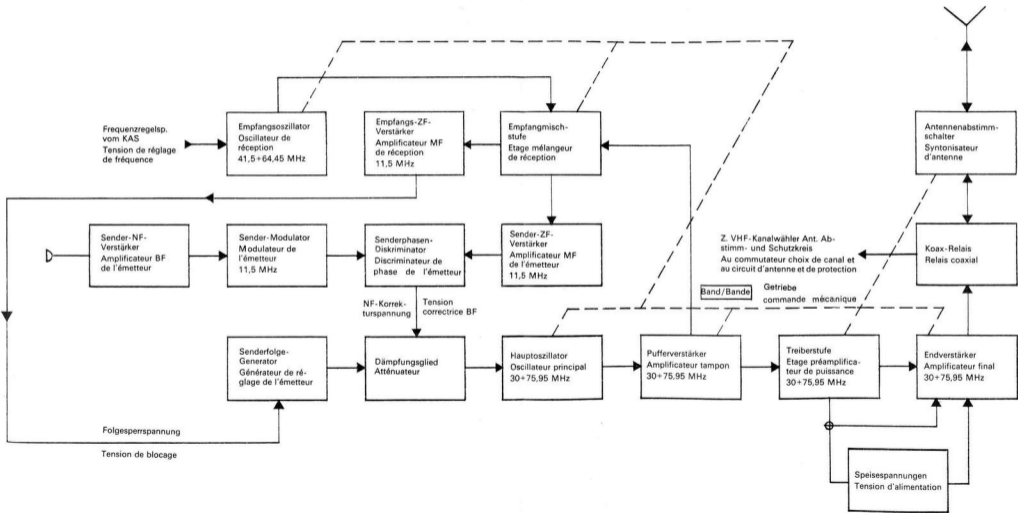 Frequenzregelsp.
vom KAS
Tension de réglage
de fréquence
Empfangsoszillator
Oscillateur de
réception
41,5÷64,45 MHz
Empfangs-ZF-
Verstärker
Amplificateur MF
de réception
11,5 MHz
Empfangmisch-
stufe
Etage mélangeur
de réception
Antennenabstimm-
schalter
Syntonisateur
d'antenne
Sender-NF-
Verstärker
Amplificateur BF
de l'émetteur
Sender-Modulator
Modulateur de
l'émetteur
11,5 MHz
Senderphasen-
Diskriminator
Discriminateur de
phase de l'émetteur
Sender-ZF-
Verstärker
Amplificateur MF
de l'émetteur
11,5 MHz
Z. VHF-Kanalwähler Ant. Ab-
stimm- und Schutzkreis
Au commutateur choix de canal et
au circuit d'antenne et de protection
Koax-Relais
Relais coaxial
NF-Korrek-
turspannung
Tension
correctrice BF
Band/Bande
Getriebe
commande mécanique
Senderfolge-
Generator
Générateur de ré-
glage de l'émetteur
Dämpfungsglied
Atténuateur
Hauptoszillator
Oscillateur principal
30÷75,95 MHz
Pufferverstärker
Amplificateur tampon
30÷75,95 MHz
Treiberstufe
Etage préamplifica-
teur de puissance
30÷75,95 MHz
Endverstärker
Amplificateur final
30÷75,95 MHz
Folgesperrspannung
Tension de blocage
Speisespannungen
Tension d'alimentation